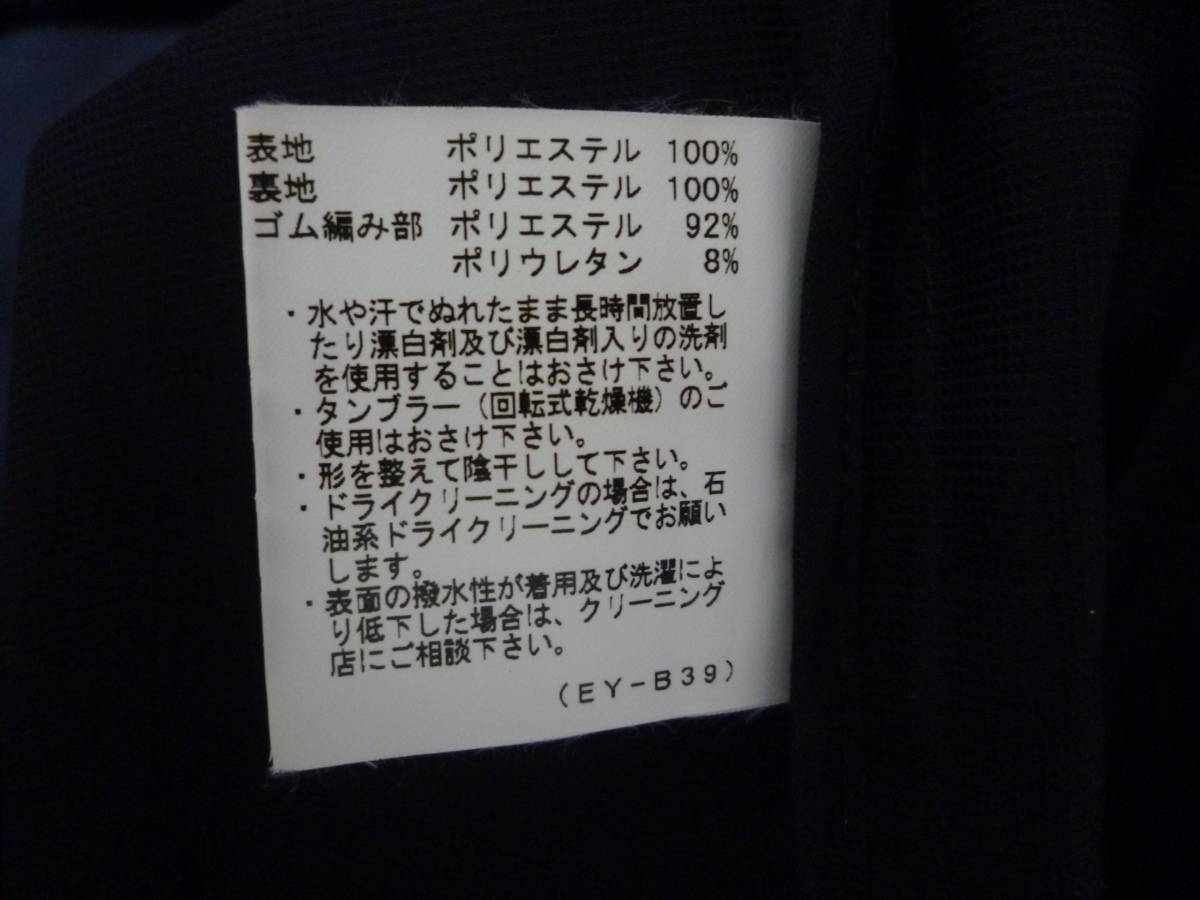 表地 ポリエステル 100%
裏地 ポリエステル 100%
ゴム編み部 ポリエステル 92%
ポリウレタン 8%
・水や汗でぬれたまま長時間放置し
たり漂白剤及び漂白剤入りの洗剤
を使用することはおさけ下さい。
・タンブラー（回転式乾燥機）のご
使用はおさけ下さい。
・形を整えて陰干しして下さい。
・ドライクリーニングの場合は、石
油系ドライクリーニングでお願い
します。
・表面の撥水性が着用及び洗濯によ
り低下した場合は、クリーニング
店にご相談下さい。
（EY-B39）